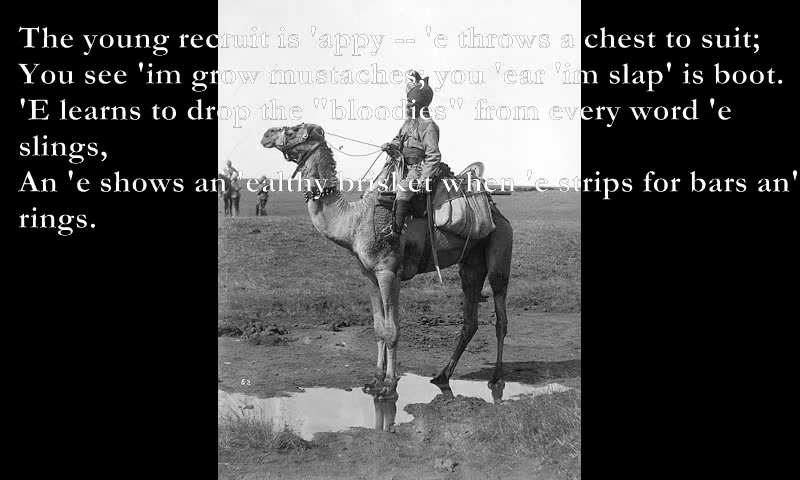 The young recruit is 'appy -- 'e throws a chest to suit;
You see 'im grow mustaches; you 'ear 'im slap' is boot.
'E learns to drop the "bloodies" from every word 'e
slings,
An 'e shows an 'ealthy brisket when 'e strips for bars an'
rings.
62